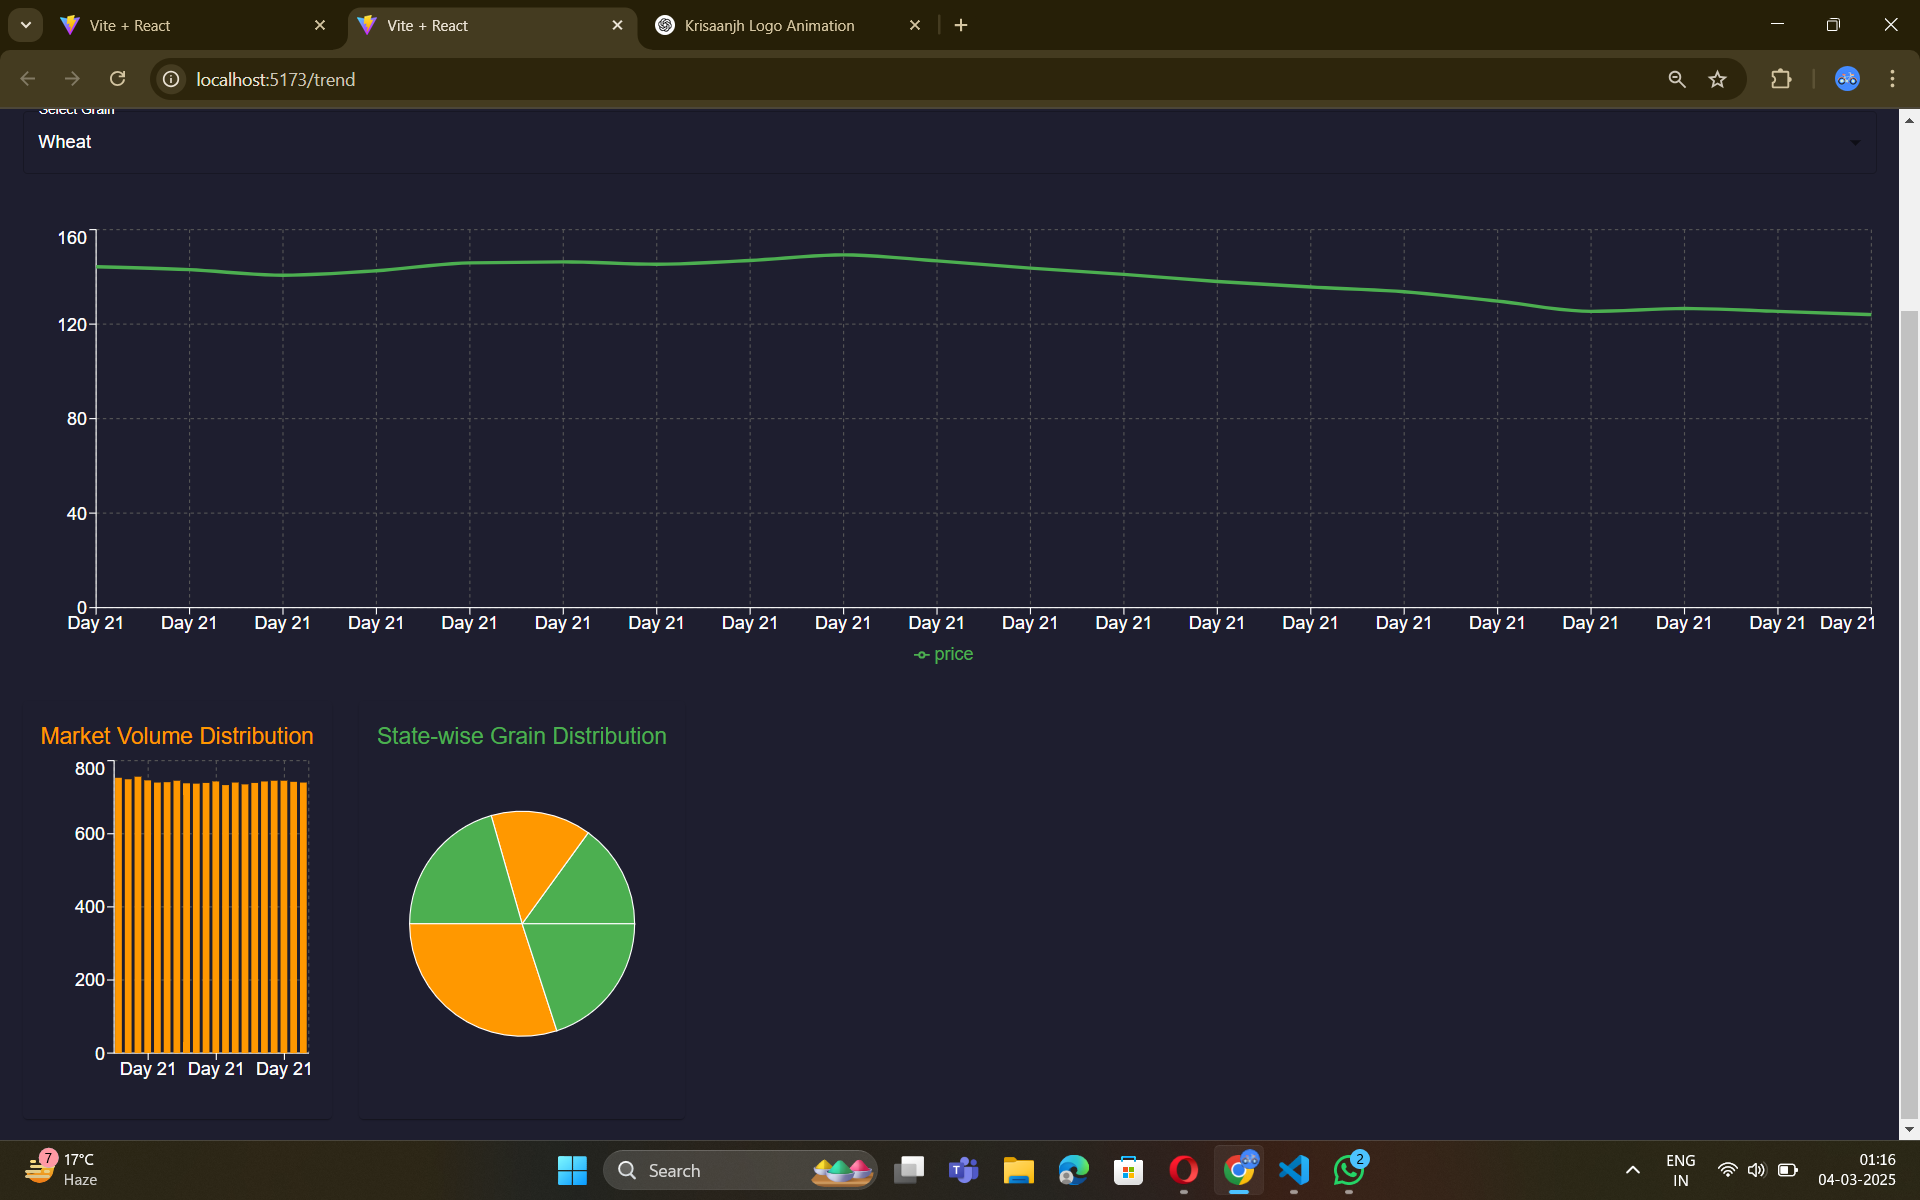 Vite + React
Vite + React
Krisaanjh Logo Animation
localhost:5173/trend
Select Grain
Wheat
160
120
80
40
0
Day 21 Day 21 Day 21 Day 21 Day 21 Day 21 Day 21 Day 21 Day 21 Day 21 Day 21 Day 21 Day 21 Day 21 Day 21 Day 21 Day 21 Day 21 Day 21 Day 21
price
Market Volume Distribution
800
600
400
200
0
Day 21 Day 21 Day 21
State-wise Grain Distribution
7
17°C
Haze
Search
2
ENG
IN
01:16
04-03-2025